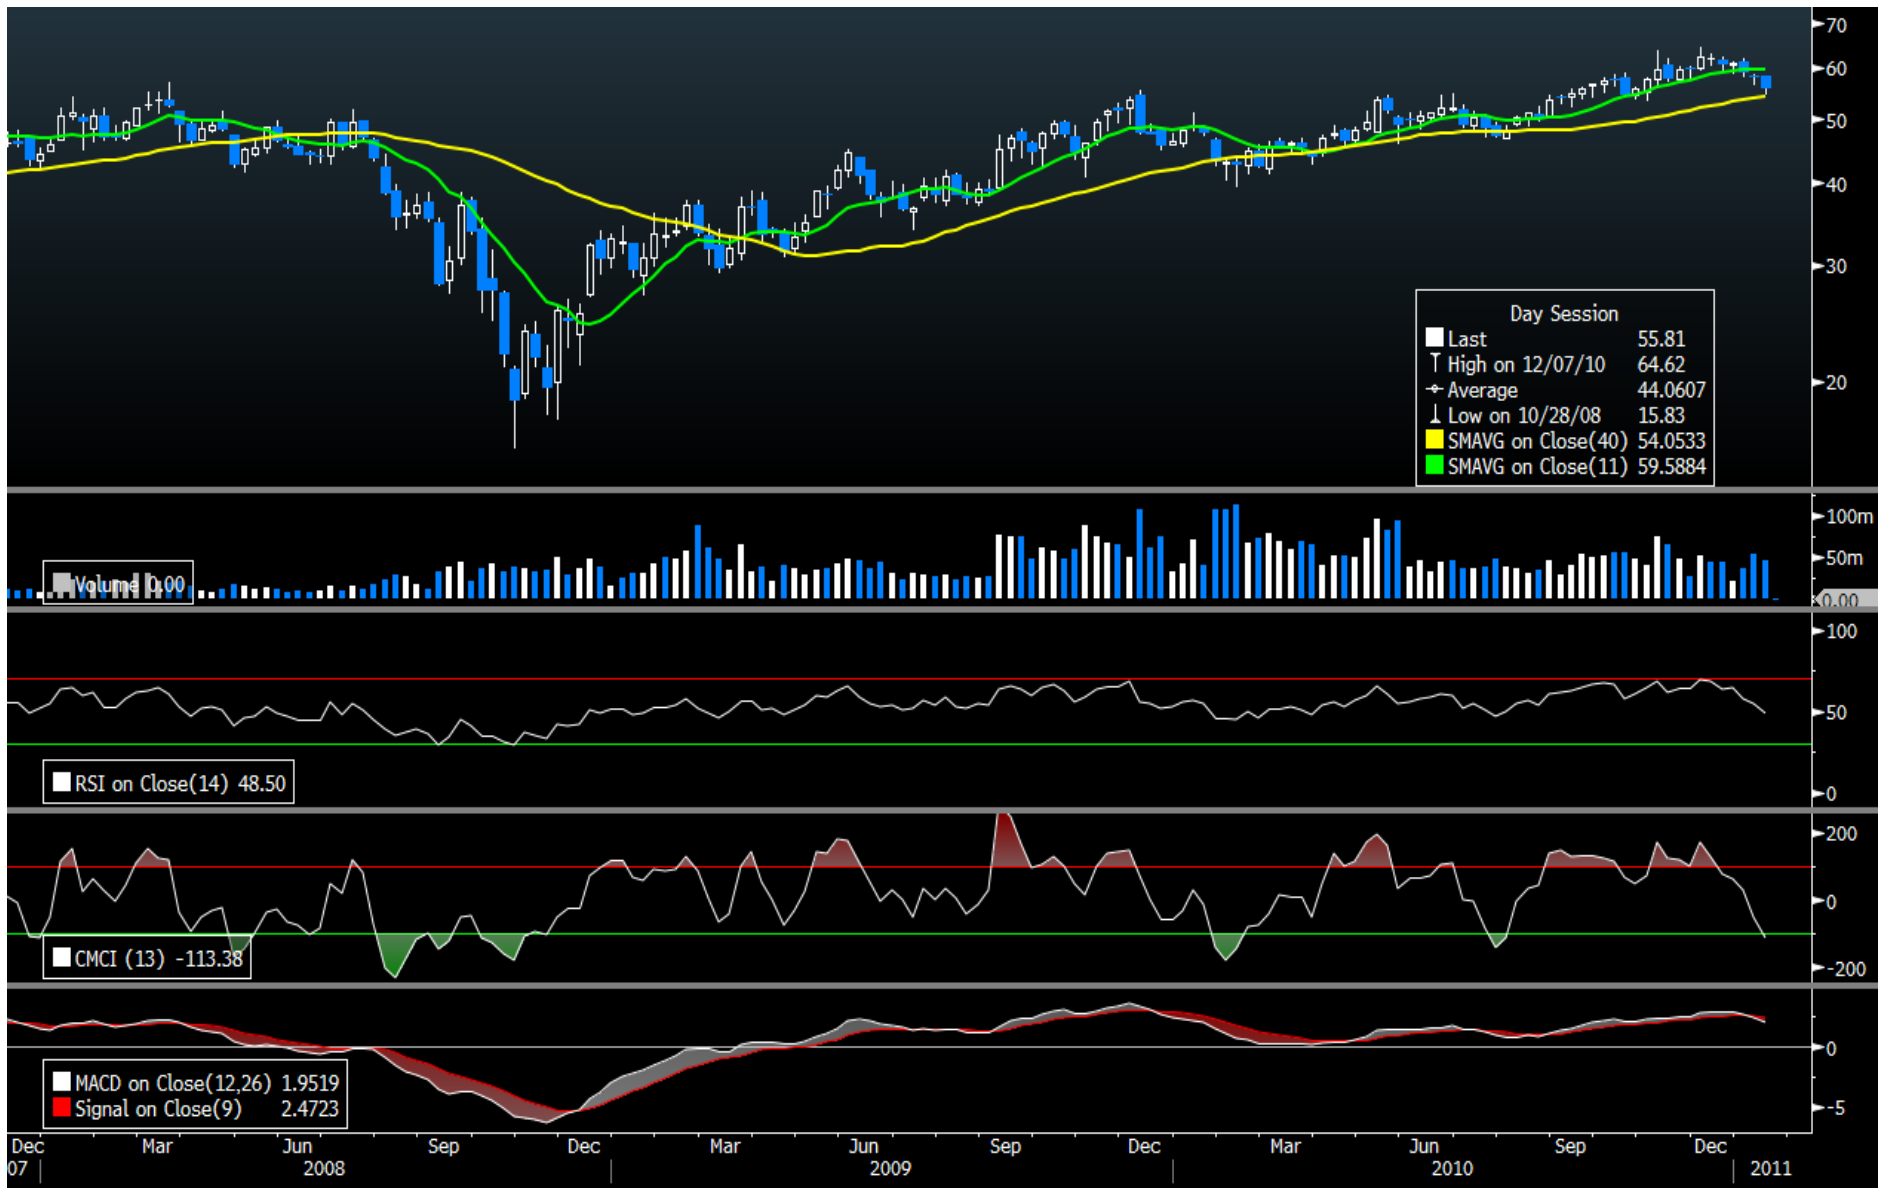 70
60
50
40
30
20
Day Session
Last 55.81
High on 12/07/10 64.62
Average 44.0607
Low on 10/28/08 15.83
SMAVG on Close(40) 54.0533
SMAVG on Close(11) 59.5884
100m
50m
0.00
Volume 0.00
100
50
0
RSI on Close(14) 48.50
200
0
-200
CMCI (13) -113.38
0
-5
MACD on Close(12,26) 1.9519
Signal on Close(9) 2.4723
Dec Mar Jun Sep Dec Mar Jun Sep Dec Mar Jun Sep Dec
07 2008 2009 2010 2011